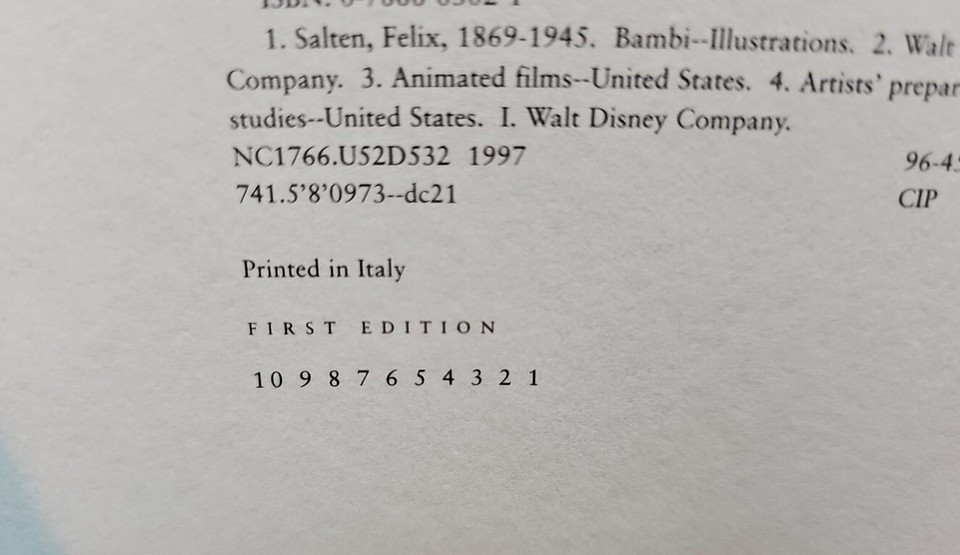 1. Salten, Felix, 1869-1945. Bambi--Illustrations. 2. Walt
Company. 3. Animated films--United States. 4. Artists’ prepar
studies--United States. I. Walt Disney Company.
NC1766.U52D532 1997 96-4
741.5’8’0973--dc21 CIP
Printed in Italy
FIRST EDITION
10 9 8 7 6 5 4 3 2 1